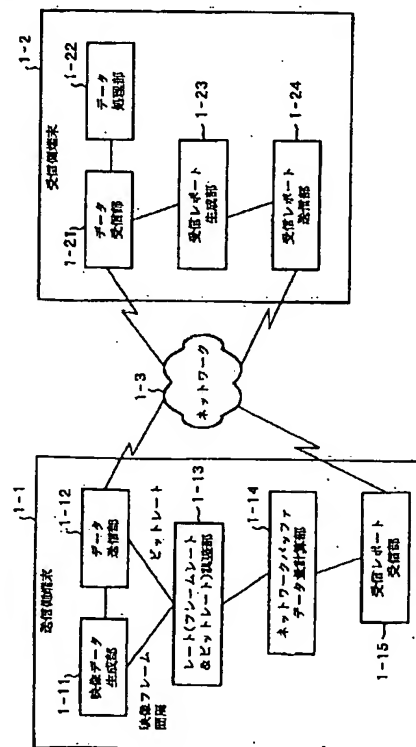 1-1
送信側端末
1-11
映像データ
生成部
1-12
データ
送信部
映像フレーム
間隔
ビットレート
1-13
レート(フレームレート
&ビットレート)調節部
1-14
ネットワークバッファ
データ量計算部
1-15
受信レポート
受信部
1-3
ネットワーク
1-2
受信側端末
1-21
データ
受信部
1-22
データ
処理部
1-23
受信レポート
生成部
1-24
受信レポート
送信部